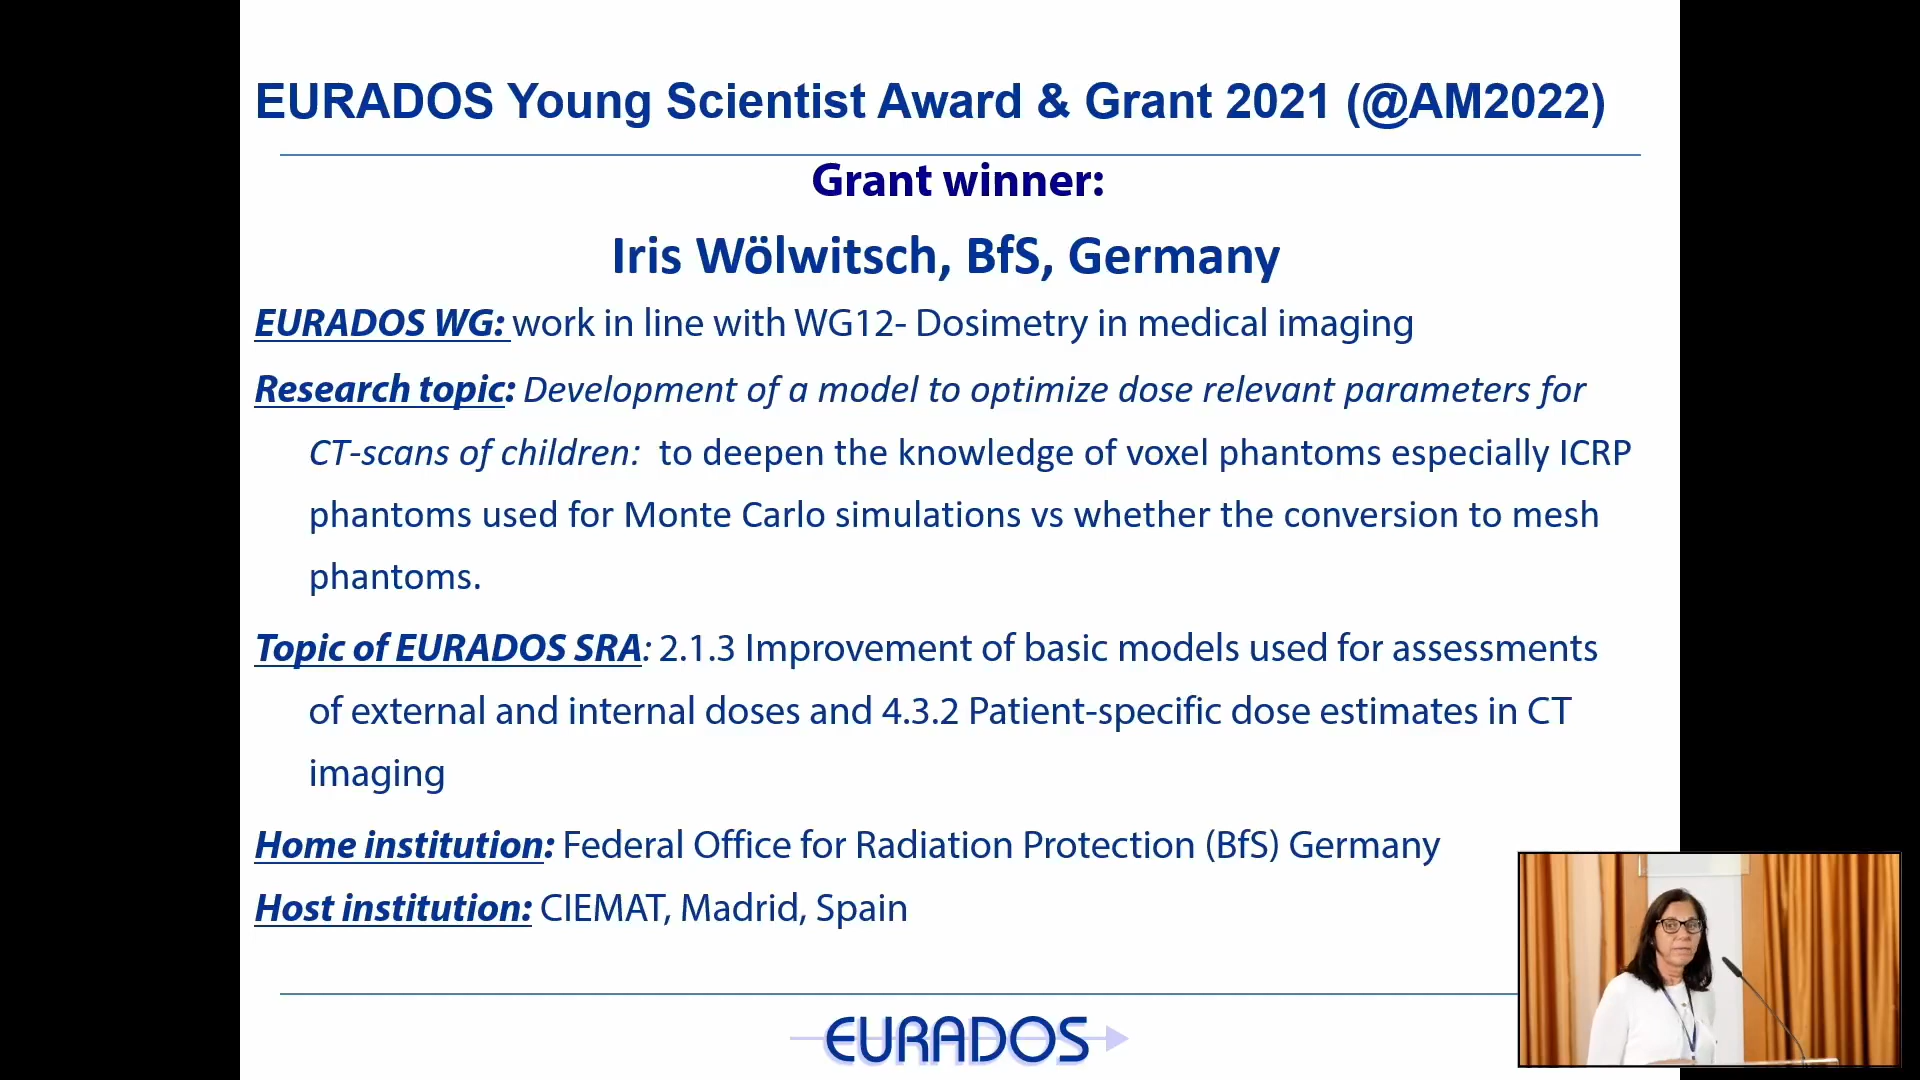 EURADOS Young Scientist Award & Grant 2021 (@AM2022)
Grant winner:
Iris Wölwitsch, BfS, Germany
EURADOS WG: work in line with WG12- Dosimetry in medical imaging
Research topic: Development of a model to optimize dose relevant parameters for
CT-scans of children: to deepen the knowledge of voxel phantoms especially ICRP
phantoms used for Monte Carlo simulations vs whether the conversion to mesh
phantoms.
Topic of EURADOS SRA: 2.1.3 Improvement of basic models used for assessments
of external and internal doses and 4.3.2 Patient-specific dose estimates in CT
imaging
Home institution: Federal Office for Radiation Protection (BfS) Germany
Host institution: CIEMAT, Madrid, Spain
EURADOS